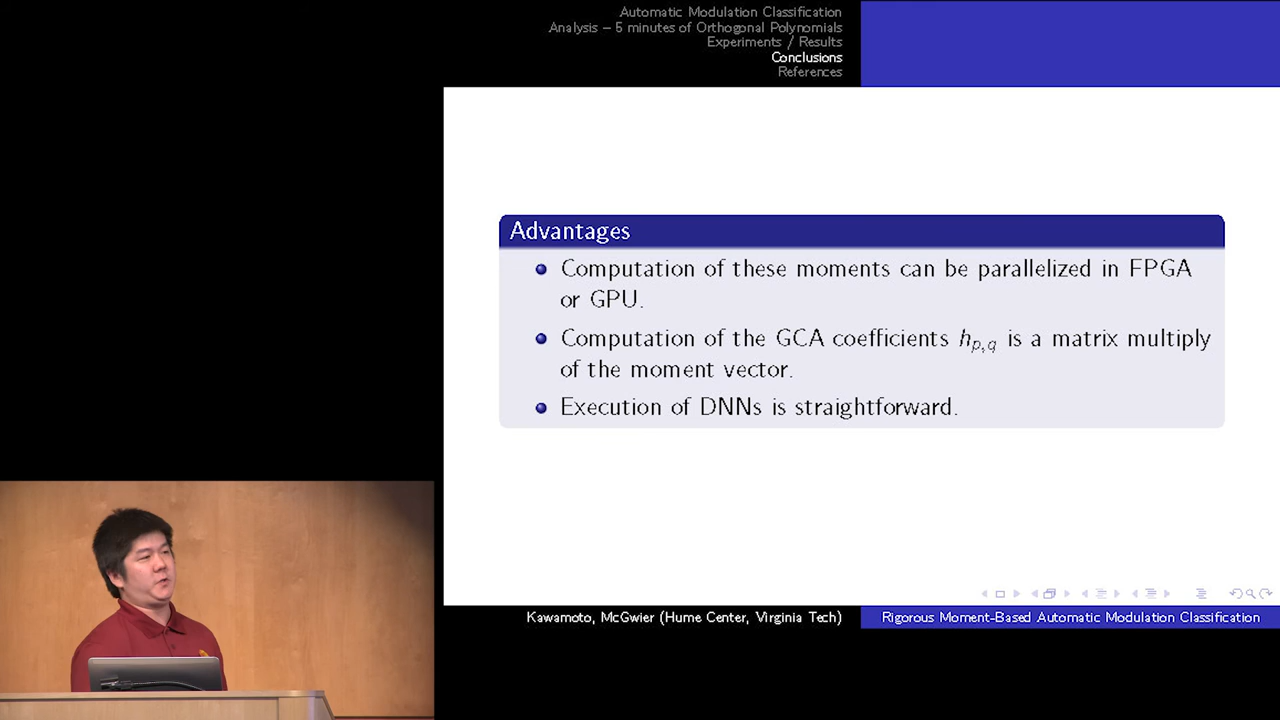 Automatic Modulation Classification
Analysis – 5 minutes of Orthogonal Polynomials
Experiments / Results
Conclusions
References
Advantages
Computation of these moments can be parallelized in FPGA
or GPU.
Computation of the GCA coefficients h_{p,q} is a matrix multiply
of the moment vector.
Execution of DNNs is straightforward.
Kawamoto, McGwier (Hume Center, Virginia Tech)
Rigorous Moment-Based Automatic Modulation Classification